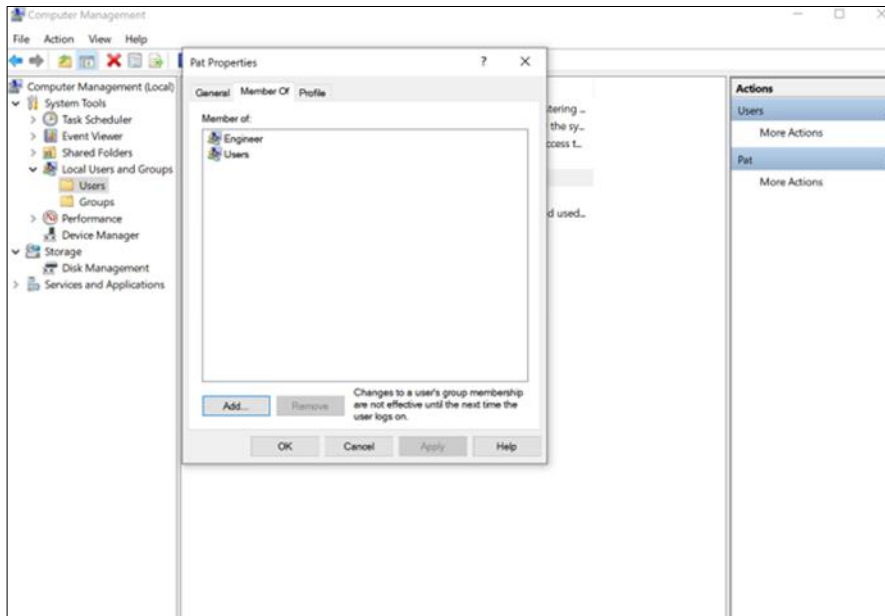 Computer Management
File Action View Help
Computer Management (Local)
System Tools
Task Scheduler
Event Viewer
Shared Folders
Local Users and Groups
Users
Groups
Performance
Device Manager
Storage
Disk Management
Services and Applications
Pat Properties
General Member Of Profile
Member of:
Engineer
Users
Add...
Remove
Changes to a user's group membership
are not effective until the next time the
user logs on.
OK Cancel Apply Help
tering ...
the sy...
ccess t...
d used...
Actions
Users
More Actions
Pat
More Actions